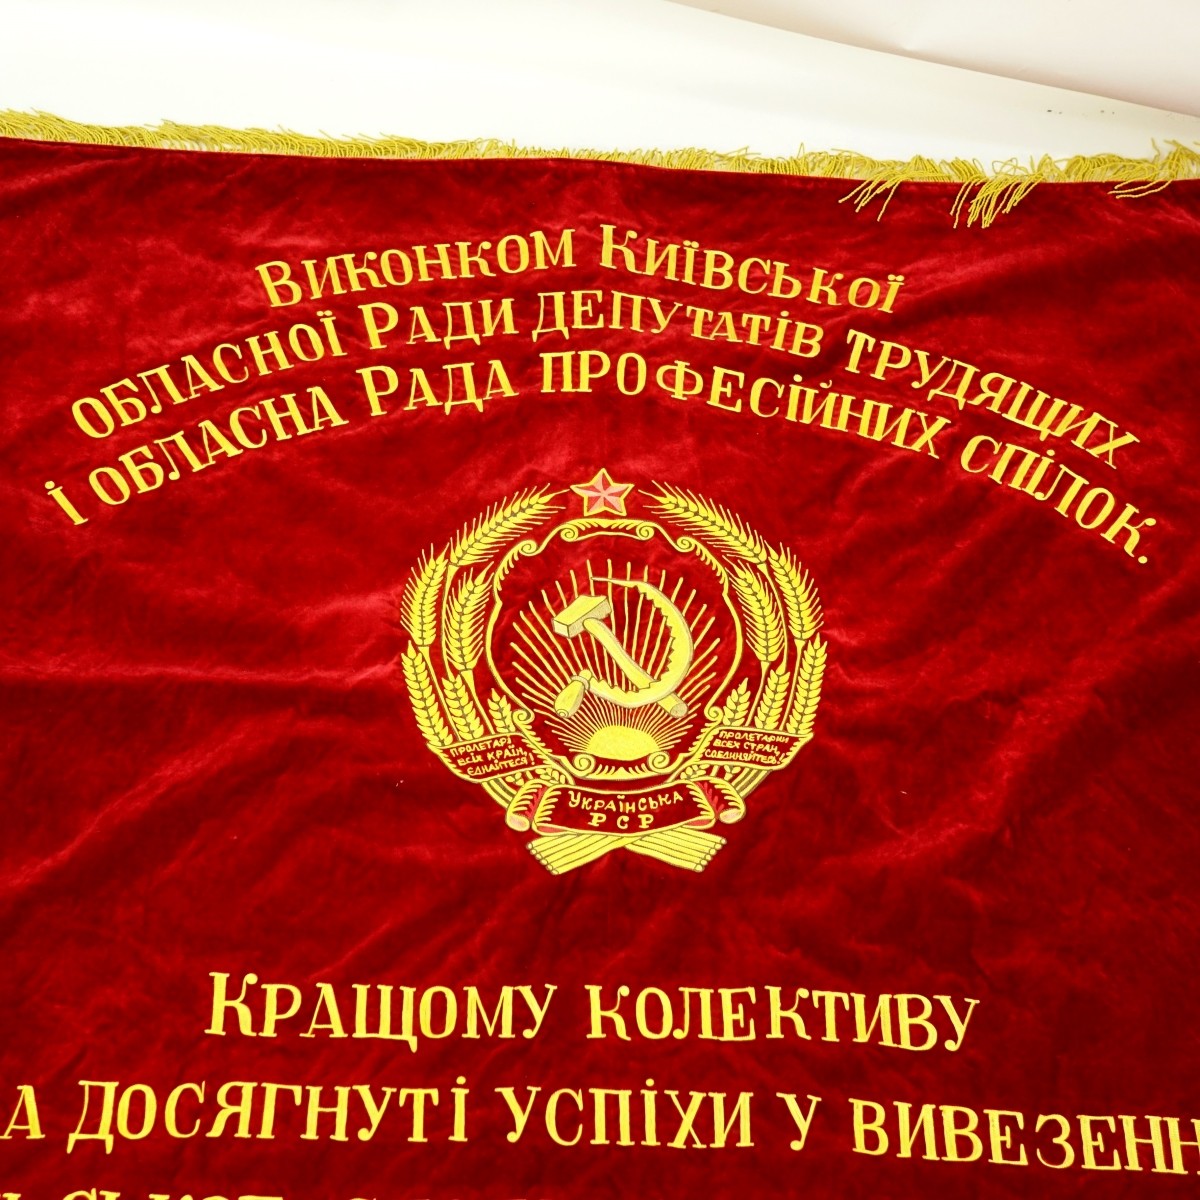 Виконком Київської
обласної Ради депутатів трудящих
і обласна Рада професійних спілок.
Пролетарі
всіх країн,
єднайтеся!
Пролетарии
всех стран,
соединяйтесь!
Українська
РСР
Кращому колективу
а досягнуті успіхи у вивезенн